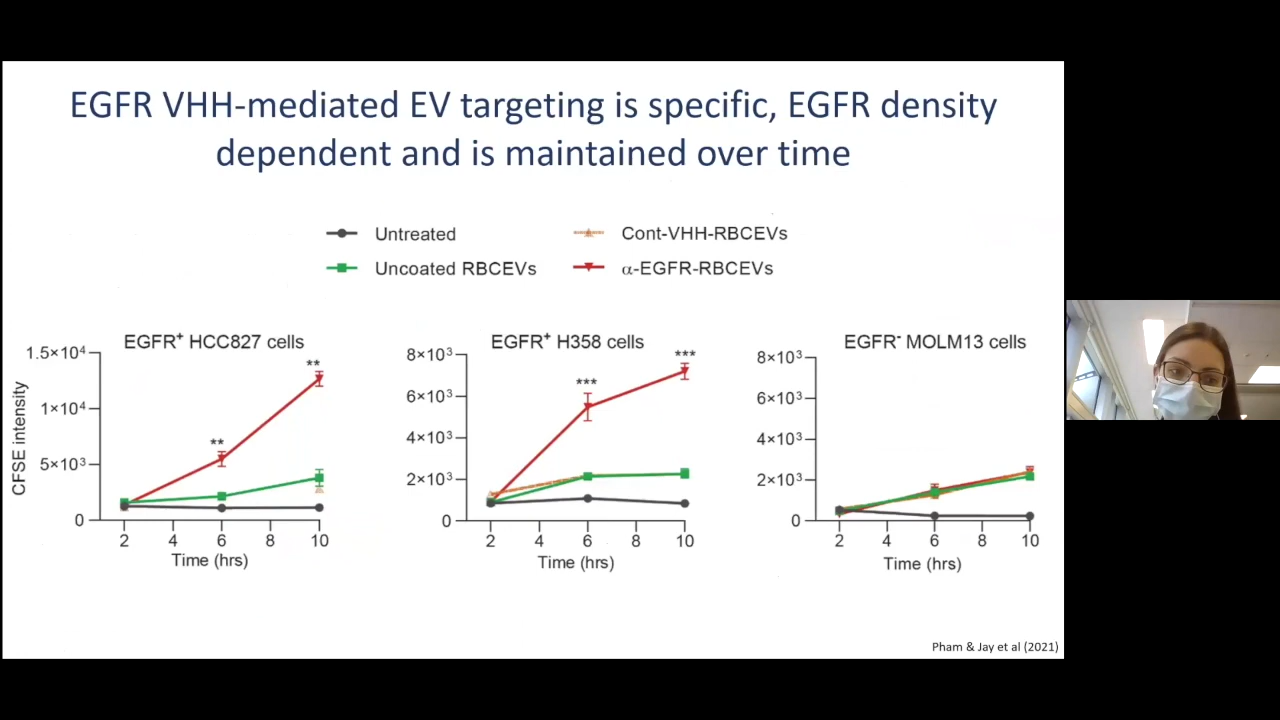 EGFR VHH-mediated EV targeting is specific, EGFR density
dependent and is maintained over time
Untreated
Cont-VHH-RBCEVs
Uncoated RBCEVs
α-EGFR-RBCEVs
EGFR⁺ HCC827 cells
1.5×10⁴
1×10⁴
5×10³
0
CFSE intensity
**
**
2 4 6 8 10
Time (hrs)
EGFR⁺ H358 cells
8×10³
6×10³
4×10³
2×10³
0
***
***
2 4 6 8 10
Time (hrs)
EGFR⁻ MOLM13 cells
8×10³
6×10³
4×10³
2×10³
0
2 4 6 8 10
Time (hrs)
Pham & Jay et al (2021)